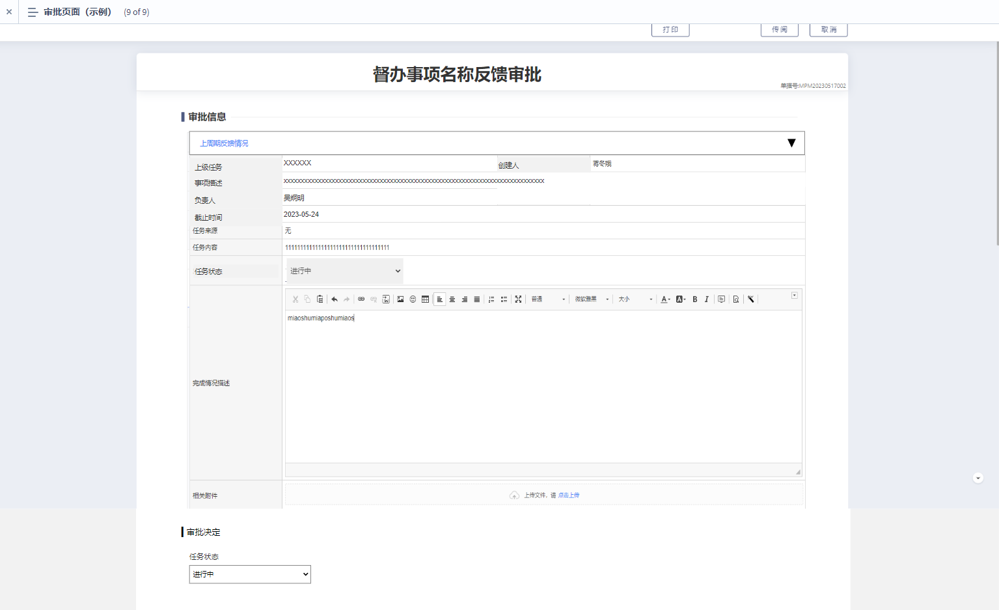 审批页面（示例） (9 of 9)
打印 传阅 取消
督办事项名称反馈审批
单据号:MPM20230517002
审批信息
上周期反馈情况
上级任务 XXXXXX 创建人 蒋冬娥
事项描述
负责人 吴炯明
截止时间 2023-05-24
任务来源 无
任务内容
任务状态 进行中
普通 微软雅黑 大小
miaoshumiaposhumiaos
完成情况描述
相关附件 上传文件，请 点击上传
审批决定
任务状态
进行中